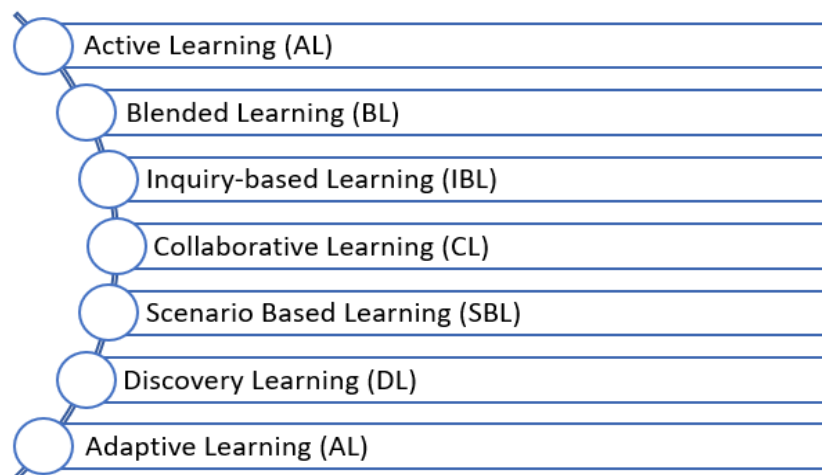 Active Learning (AL)
Blended Learning (BL)
Inquiry-based Learning (IBL)
Collaborative Learning (CL)
Scenario Based Learning (SBL)
Discovery Learning (DL)
Adaptive Learning (AL)